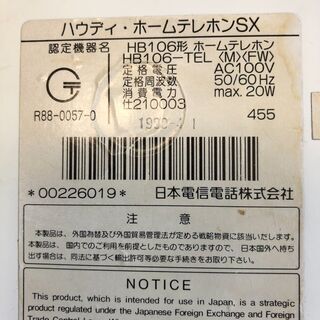 ハウディ・ホームテレホンSX
認定機器名 HB106形 ホームテレホン
HB106-TEL 〈M〉〈FW〉
定格電圧 AC100V
定格周波数 50/60Hz
消費電力 max. 20W
仕210003 455
R88-0057-0
*00226019* 日本電信電話株式会社
注意
本製品は、外国為替及び外国貿易管理法が定める戦略物資に該当いたします。
本製品は、国内でのご利用を前提としたものでありますので、日本国外へ持ち
出す場合は、同法に基づく輸出許可等必要な手続きをお取り下さい。
NOTICE
This product, which is intended for use in Japan, is a strategic
product regulated under the Japanese Foreign Exchange and Foreign
Trade Control Law.